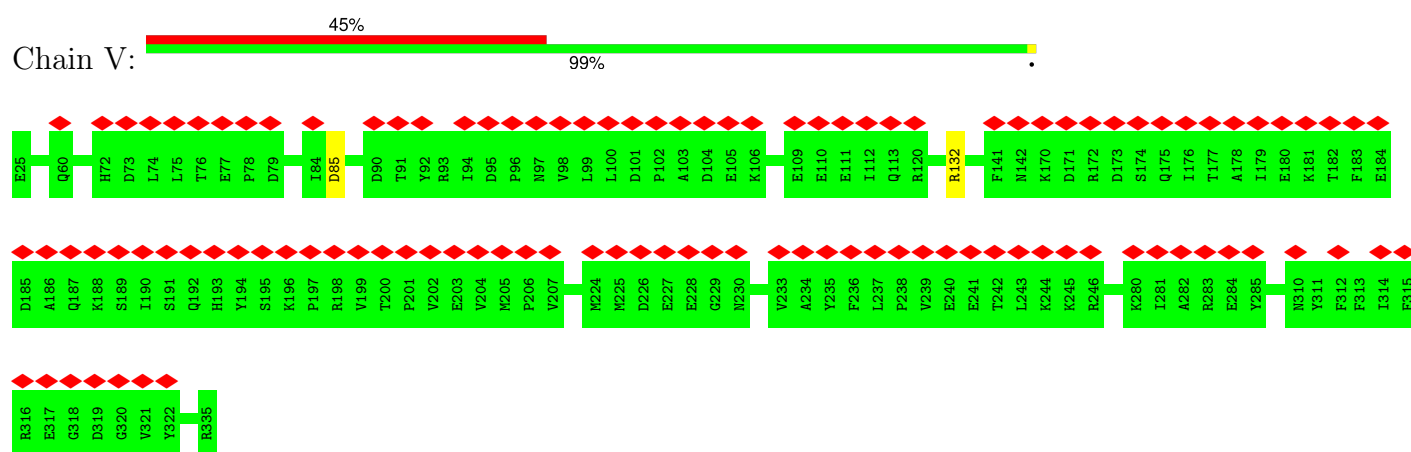 45%
Chain V:
99%
.
E25 Q60 H72 D73 L74 L75 T76 E77 P78 D79 I84 D85 D90 T91 Y92 R93 I94 D95 P96 N97 V98 L99 L100 D101 P102 A103 D104 E105 K106 E109 E110 E111 I112 Q113 R120 R132 F141 N142 K170 D171 R172 D173 S174 Q175 I176 T177 A178 I179 E180 K181 T182 F183 E184
D185 A186 Q187 K188 S189 I190 S191 Q192 H193 Y194 S195 K196 P197 R198 V199 T200 P201 V202 E203 V204 M205 P206 V207 M224 M225 D226 E227 E228 G229 N230 V233 A234 Y235 F236 L237 P238 V239 E240 E241 T242 L243 K244 K245 R246 K280 I281 A282 R283 E284 Y285 N310 Y311 F312 F313 I314 E315
R316 E317 G318 D319 G320 V321 Y322 R335